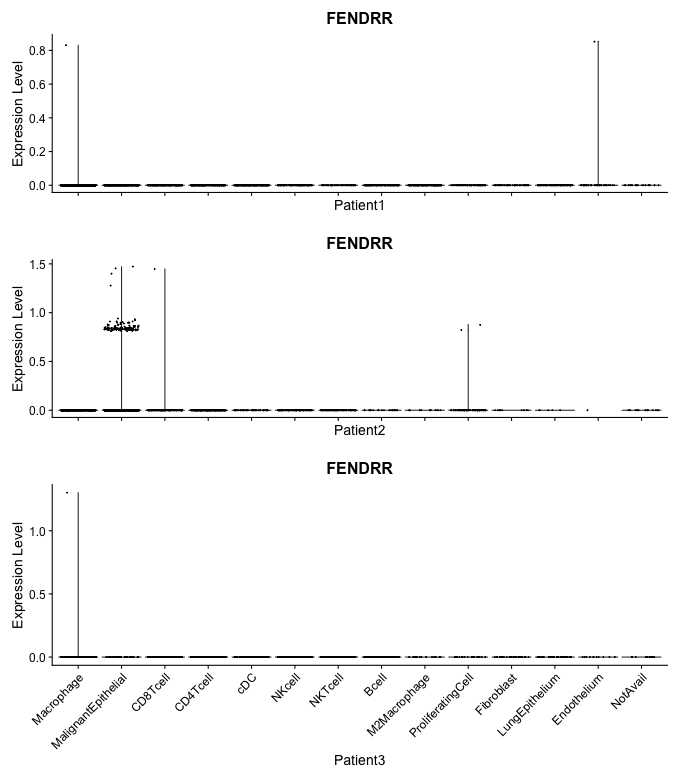 FENDRR
Expression Level
0.8
0.6
0.4
0.2
0.0
Patient1
FENDRR
Expression Level
1.5
1.0
0.5
0.0
Patient2
FENDRR
Expression Level
1.0
0.5
0.0
Macrophage
MalignantEpithelial
CD8Tcell
CD4Tcell
cDC
NKcell
NKTcell
Bcell
M2Macrophage
ProliferatingCell
Fibroblast
LungEpithelium
Endothelium
NotAvail
Patient3